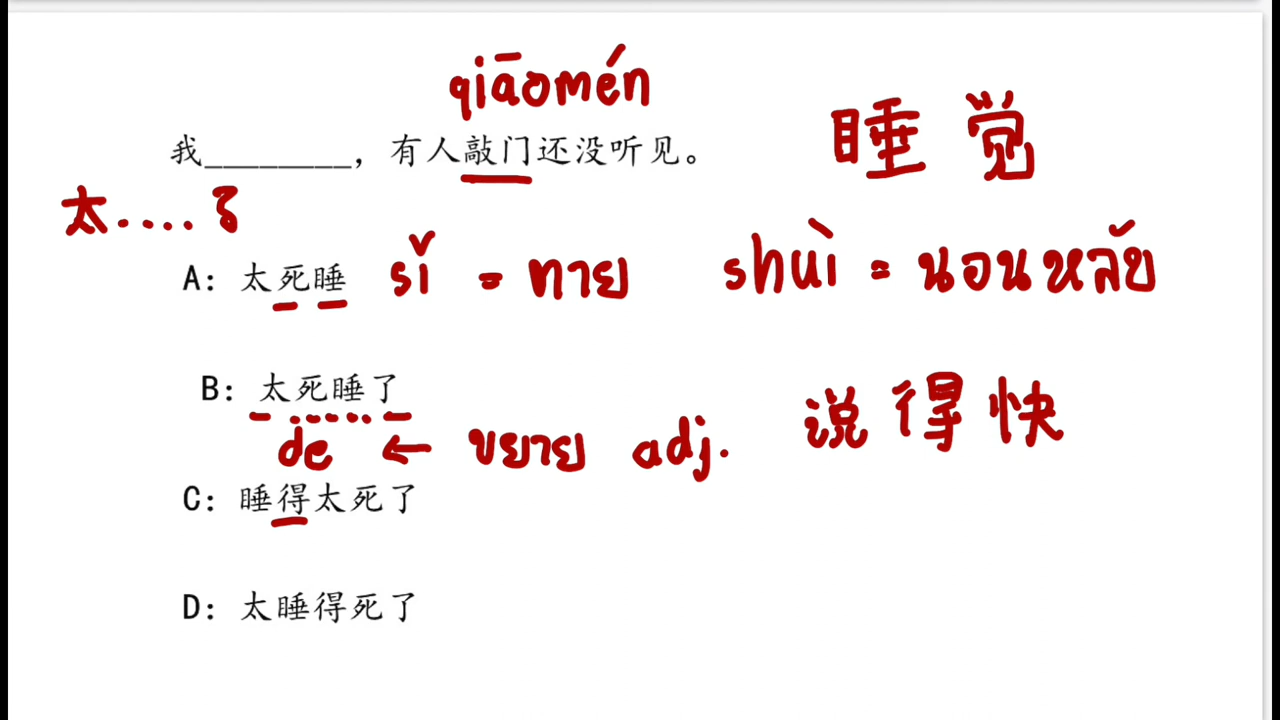 qiāomén
我________，有人敲门还没听见。
睡觉
太....了
A: 太死睡
sǐ = ทาย
shuì = นอนหลับ
B: 太死睡了
de ← ขยาย adj.
说得快
C: 睡得太死了
D: 太睡得死了